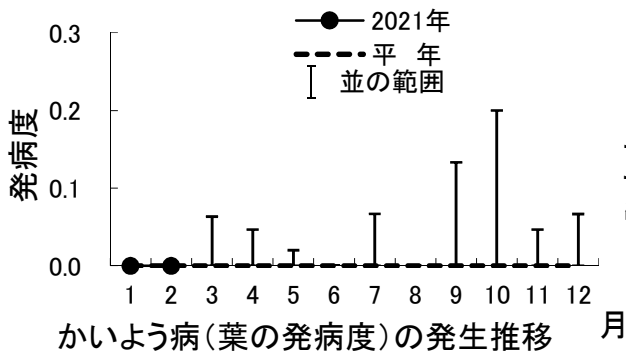 2021年
平 年
並の範囲
発病度
0.3
0.2
0.1
0.0
1 2 3 4 5 6 7 8 9 10 11 12
月
かいよう病(葉の発病度)の発生推移